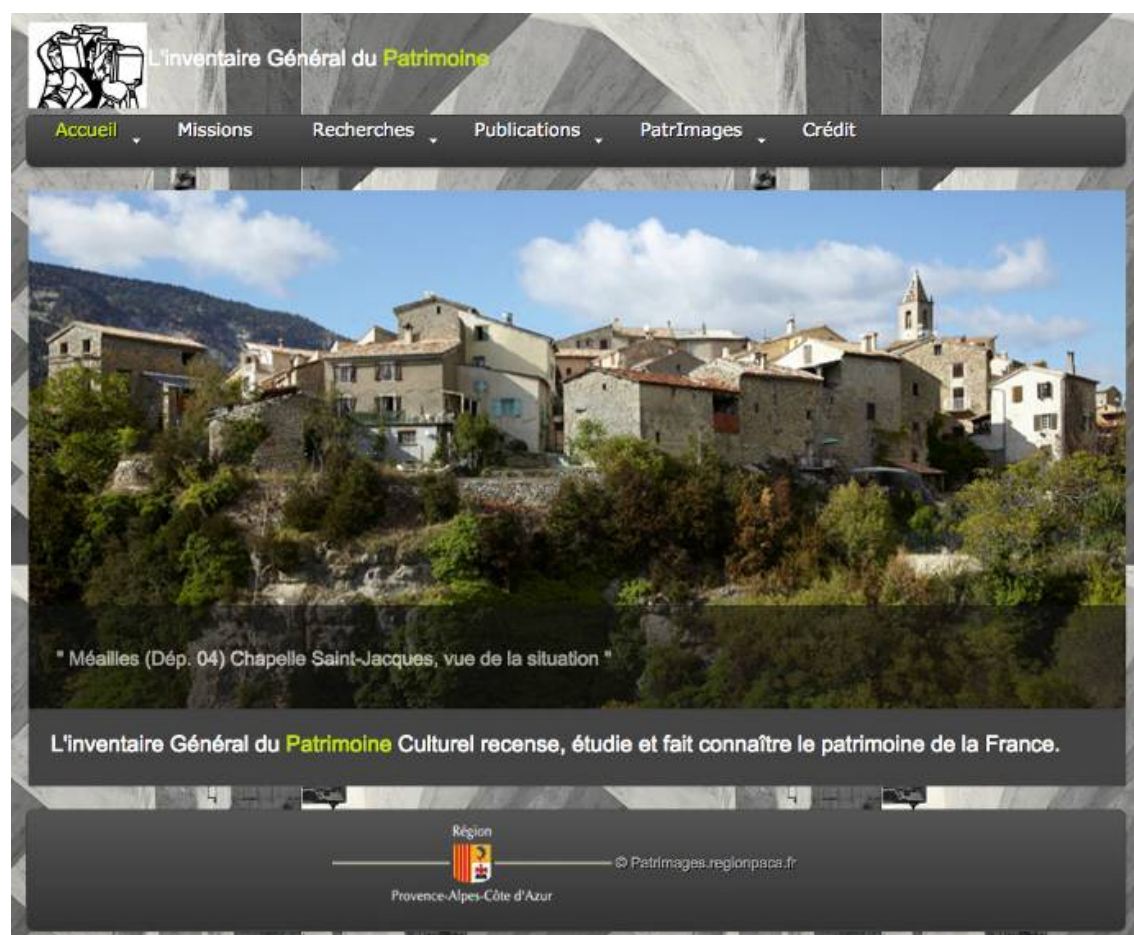 L'inventaire Général du Patrimoine
Accueil Missions Recherches Publications PatrImages Crédit
" Méailles (Dép. 04) Chapelle Saint-Jacques, vue de la situation "
L'inventaire Général du Patrimoine Culturel recense, étudie et fait connaître le patrimoine de la France.
Région
© Patrimages.regionpaca.fr
Provence-Alpes-Côte d'Azur